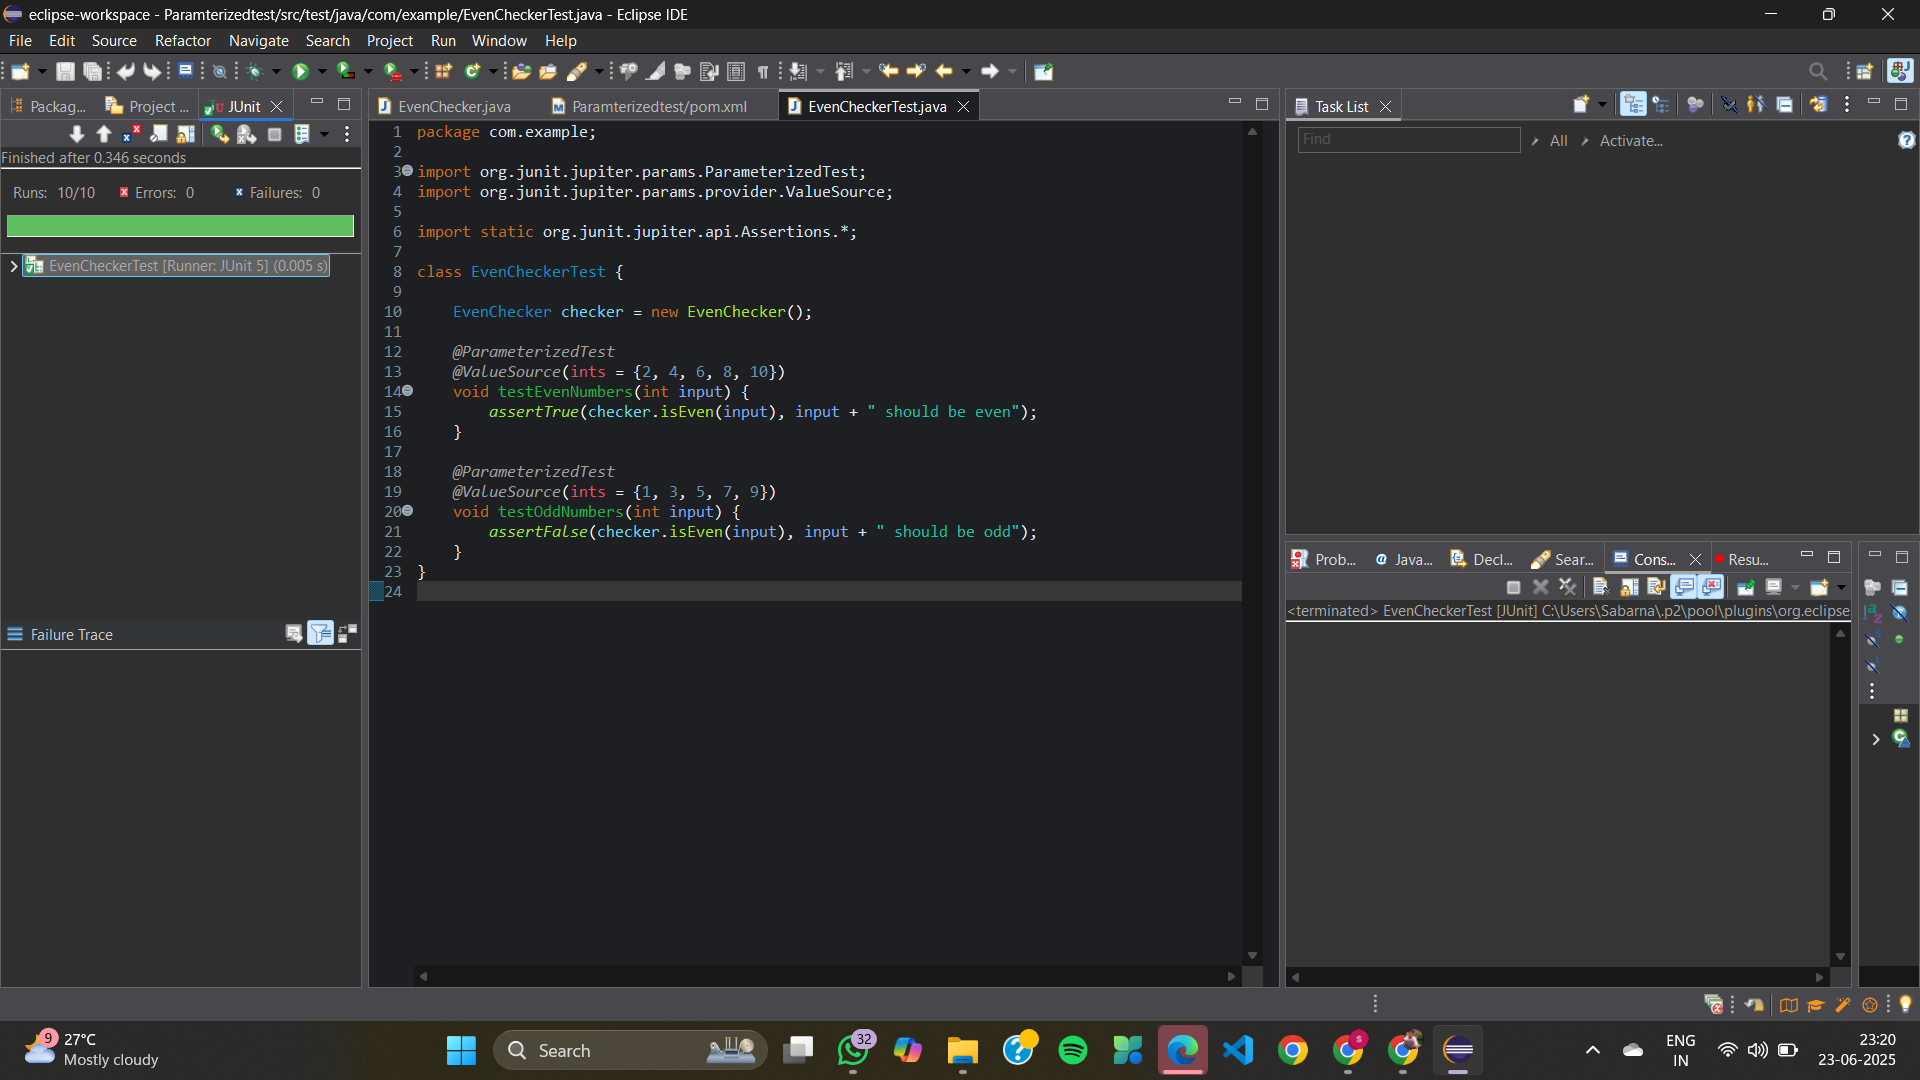 eclipse-workspace - Paramterizedtest/src/test/java/com/example/EvenCheckerTest.java - Eclipse IDE
File Edit Source Refactor Navigate Search Project Run Window Help
Packag... Project ... JUnit
Finished after 0.346 seconds
Runs: 10/10 Errors: 0 Failures: 0
EvenCheckerTest [Runner: JUnit 5] (0.005 s)
Failure Trace
EvenChecker.java Paramterizedtest/pom.xml EvenCheckerTest.java
1 package com.example;
2
3 import org.junit.jupiter.params.ParameterizedTest;
4 import org.junit.jupiter.params.provider.ValueSource;
5
6 import static org.junit.jupiter.api.Assertions.*;
7
8 class EvenCheckerTest {
9
10 EvenChecker checker = new EvenChecker();
11
12 @ParameterizedTest
13 @ValueSource(ints = {2, 4, 6, 8, 10})
14 void testEvenNumbers(int input) {
15 assertTrue(checker.isEven(input), input + " should be even");
16 }
17
18 @ParameterizedTest
19 @ValueSource(ints = {1, 3, 5, 7, 9})
20 void testOddNumbers(int input) {
21 assertFalse(checker.isEven(input), input + " should be odd");
22 }
23 }
24
Task List
Find All Activate...
Prob... Java... Decl... Sear... Cons... Resu...
<terminated> EvenCheckerTest [JUnit] C:\Users\Sabarna\.p2\pool\plugins\org.eclipse
9 27°C
Mostly cloudy
Search
32
ENG
IN
23:20
23-06-2025